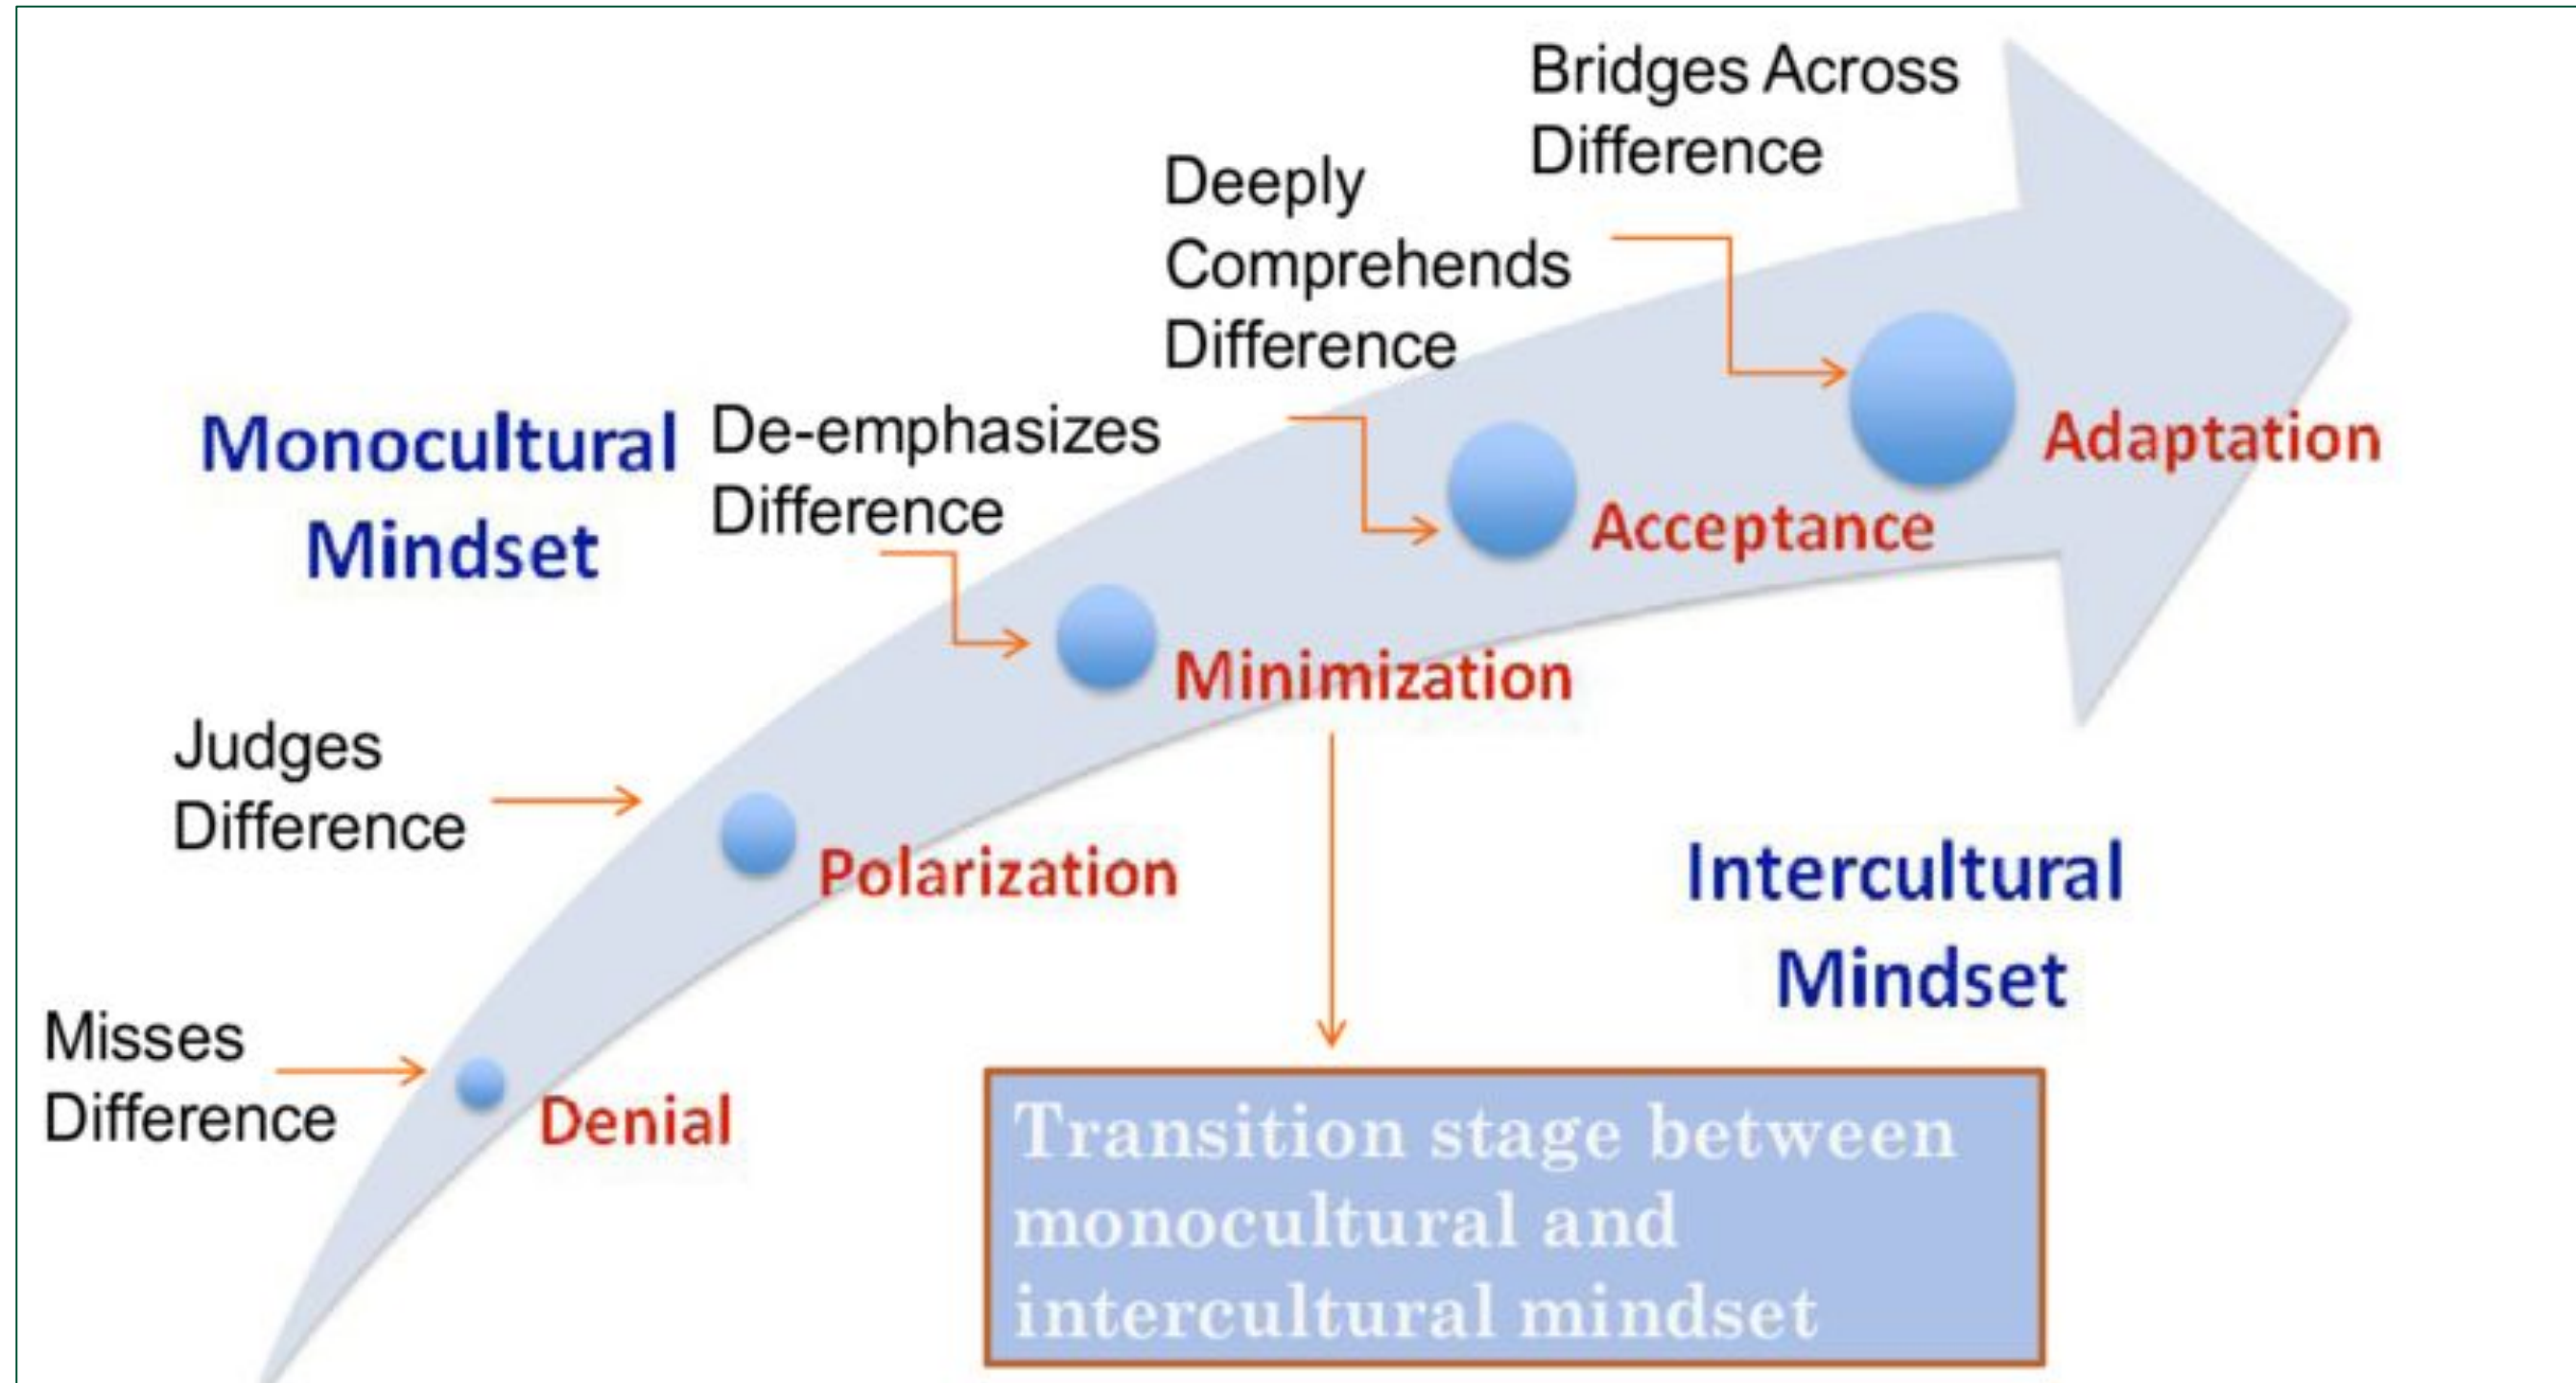 Bridges Across
Difference
Deeply
Comprehends
Difference
Monocultural
Mindset
De-emphasizes
Difference
Adaptation
Acceptance
Minimization
Judges
Difference
Polarization
Intercultural
Mindset
Misses
Difference
Denial
Transition stage between
monocultural and
intercultural mindset